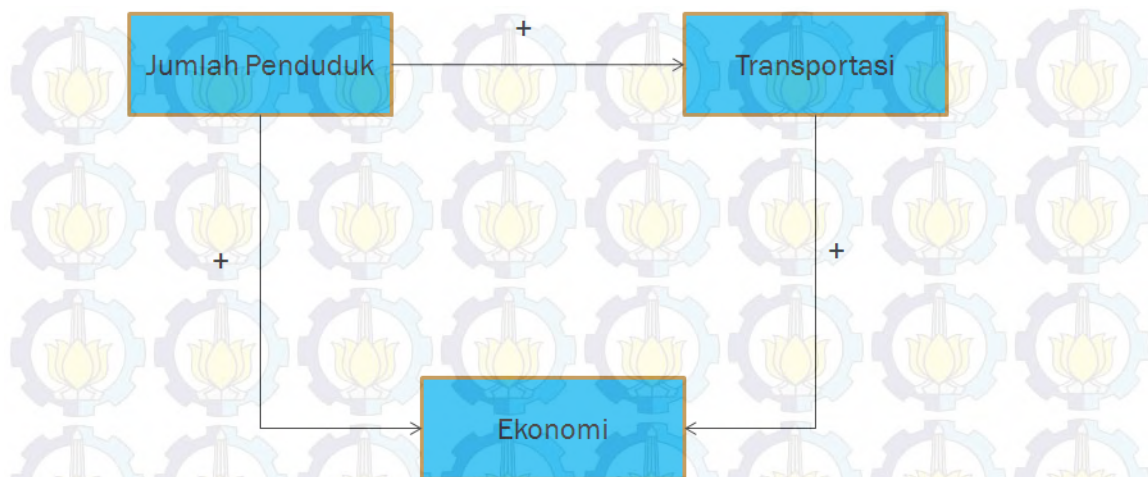 +
Jumlah Penduduk
Transportasi
+
+
Ekonomi